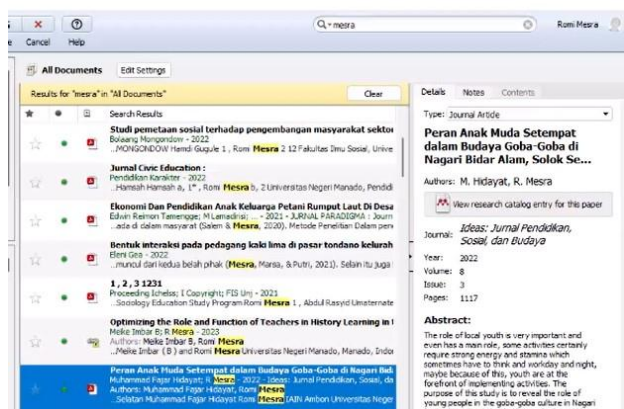 mesra
Romi Mesra
Cancel
Help
All Documents
Edit Settings
Results for "mesra" in "All Documents"
Clear
Search Results
Studi pemetaan sosial terhadap pengembangan masyarakat sektor
Bolaang Mongondow - 2022
...MONGONDOW Hamdi Gugule 1 , Romi Mesra 2 12 Fakultas Ilmu Sosial, Unive
Jurnal Civic Education :
Pendidikan Karakter - 2022
...Hamsah Hamsah a, 1*, Romi Mesra b, 2 Universitas Negeri Manado, Pendidi
Ekonomi Dan Pendidikan Anak Keluarga Petani Rumput Laut Di Desa
Edwin Reimon Tamengge; M Lamadirisi; ... - 2021 - JURNAL PARADIGMA : Journ
...ada di dalam masyarat (Salem & Mesra, 2020). Metode Penelitian Dalam pene
Bentuk interaksi pada pedagang kaki lima di pasar tondano kelurah
Eleni Gea - 2022
...muncul dari kedua belah pihak (Mesra, Marsa, & Putri, 2021). Selain itu juga
1 , 2 , 3 1231
Proceeding Ichelss; I Copyright; FIS Unj - 2021
...Sociology Education Study Program Romi Mesra 1 , Abdul Rasyid Umaternate
Optimizing the Role and Function of Teachers in History Learning in
Meike Imbar B; R Mesra - 2023
Authors: Meike Imbar B, Romi Mesra
...Meike Imbar ( B ) and Romi Mesra Universitas Negeri Manado, Manado, Indor
Peran Anak Muda Setempat dalam Budaya Goba-Goba di Nagari Bid
Muhammad Fajar Hidayat; R Mesra - 2022 - Ideas: Jurnal Pendidikan, Sosial, da
Authors: Muhammad Fajar Hidayat, Romi Mesra
...Selatan Muhammad Fajar Hidayat Romi Mesra IAIN Ambon Universitas Neger
Details
Notes
Contents
Type: Journal Article
Peran Anak Muda Setempat
dalam Budaya Goba-Goba di
Nagari Bidar Alam, Solok Se...
Authors: M. Hidayat, R. Mesra
View research catalog entry for this paper
Journal: Ideas: Jurnal Pendidikan,
Sosial, dan Budaya
Year: 2022
Volume: 8
Issue: 3
Pages: 1117
Abstract:
The role of local youth is very important and
even has a main role, some activities certainly
require strong energy and stamina which
sometimes have to think and workday and night,
maybe because of this, youth are at the
forefront of implementing activities. The
purpose of this study is to reveal the role of
young people in the goba-goba culture in Nagari